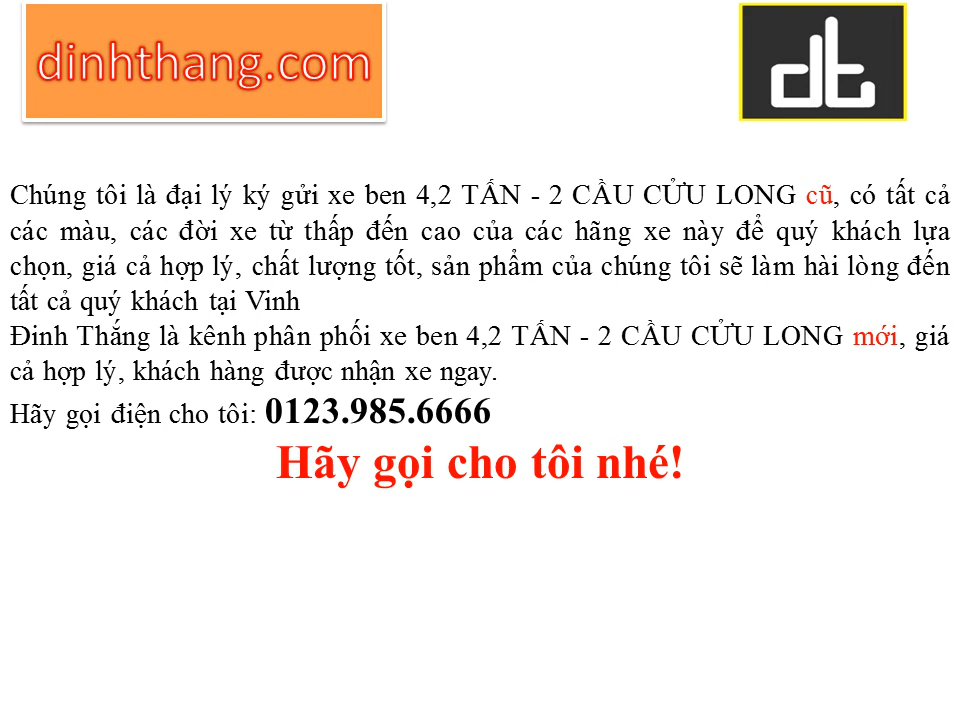 dinhthang.com
dt
Chúng tôi là đại lý ký gửi xe ben 4,2 TẤN - 2 CẦU CỬU LONG cũ, có tất cả
các màu, các đời xe từ thấp đến cao của các hãng xe này để quý khách lựa
chọn, giá cả hợp lý, chất lượng tốt, sản phẩm của chúng tôi sẽ làm hài lòng đến
tất cả quý khách tại Vinh
Đinh Thắng là kênh phân phối xe ben 4,2 TẤN - 2 CẦU CỬU LONG mới, giá
cả hợp lý, khách hàng được nhận xe ngay.
Hãy gọi điện cho tôi: 0123.985.6666
Hãy gọi cho tôi nhé!